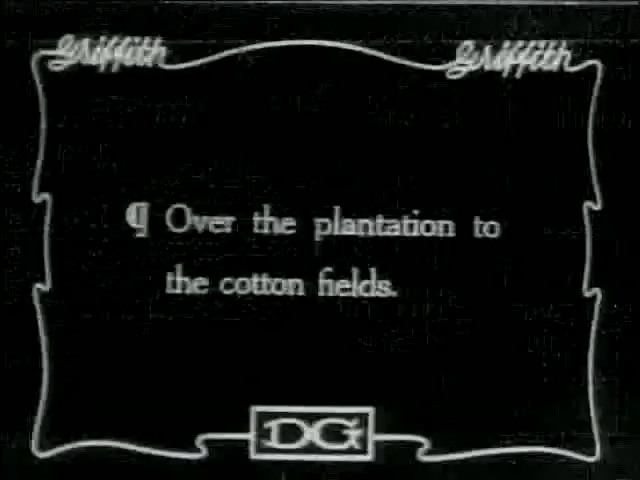 Griffith Griffith
¶ Over the plantation to
the cotton fields.
DG